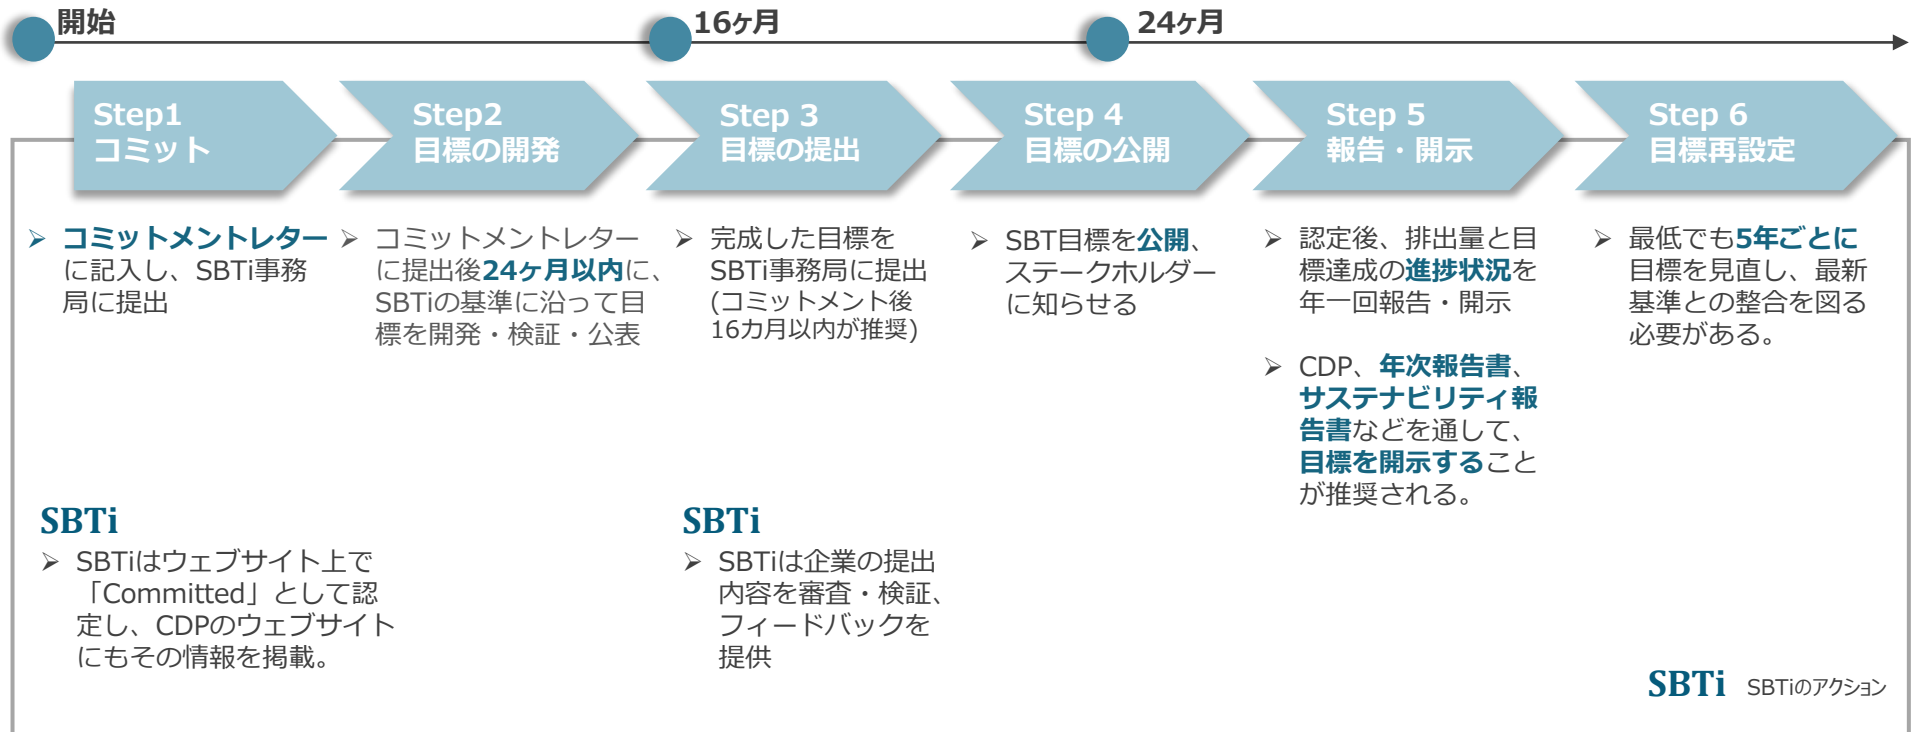 開始
16ヶ月
24ヶ月
Step1
コミット
Step2
目標の開発
Step 3
目標の提出
Step 4
目標の公開
Step 5
報告・開示
Step 6
目標再設定
➢ コミットメントレター
に記入し、SBTi事務
局に提出
➢ コミットメントレター
に提出後24ヶ月以内に、
SBTiの基準に沿って目
標を開発・検証・公表
➢ 完成した目標を
SBTi事務局に提出
(コミットメント後
16カ月以内が推奨)
➢ SBT目標を公開、
ステークホルダー
に知らせる
➢ 認定後、排出量と目
標達成の進捗状況を
年一回報告・開示
➢ CDP、年次報告書、
サステナビリティ報
告書などを通して、
目標を開示すること
が推奨される。
➢ 最低でも5年ごとに
目標を見直し、最新
基準との整合を図る
必要がある。
SBTi
➢ SBTiはウェブサイト上で
「Committed」として認
定し、CDPのウェブサイト
にもその情報を掲載。
SBTi
➢ SBTiは企業の提出
内容を審査・検証、
フィードバックを
提供
SBTi SBTiのアクション